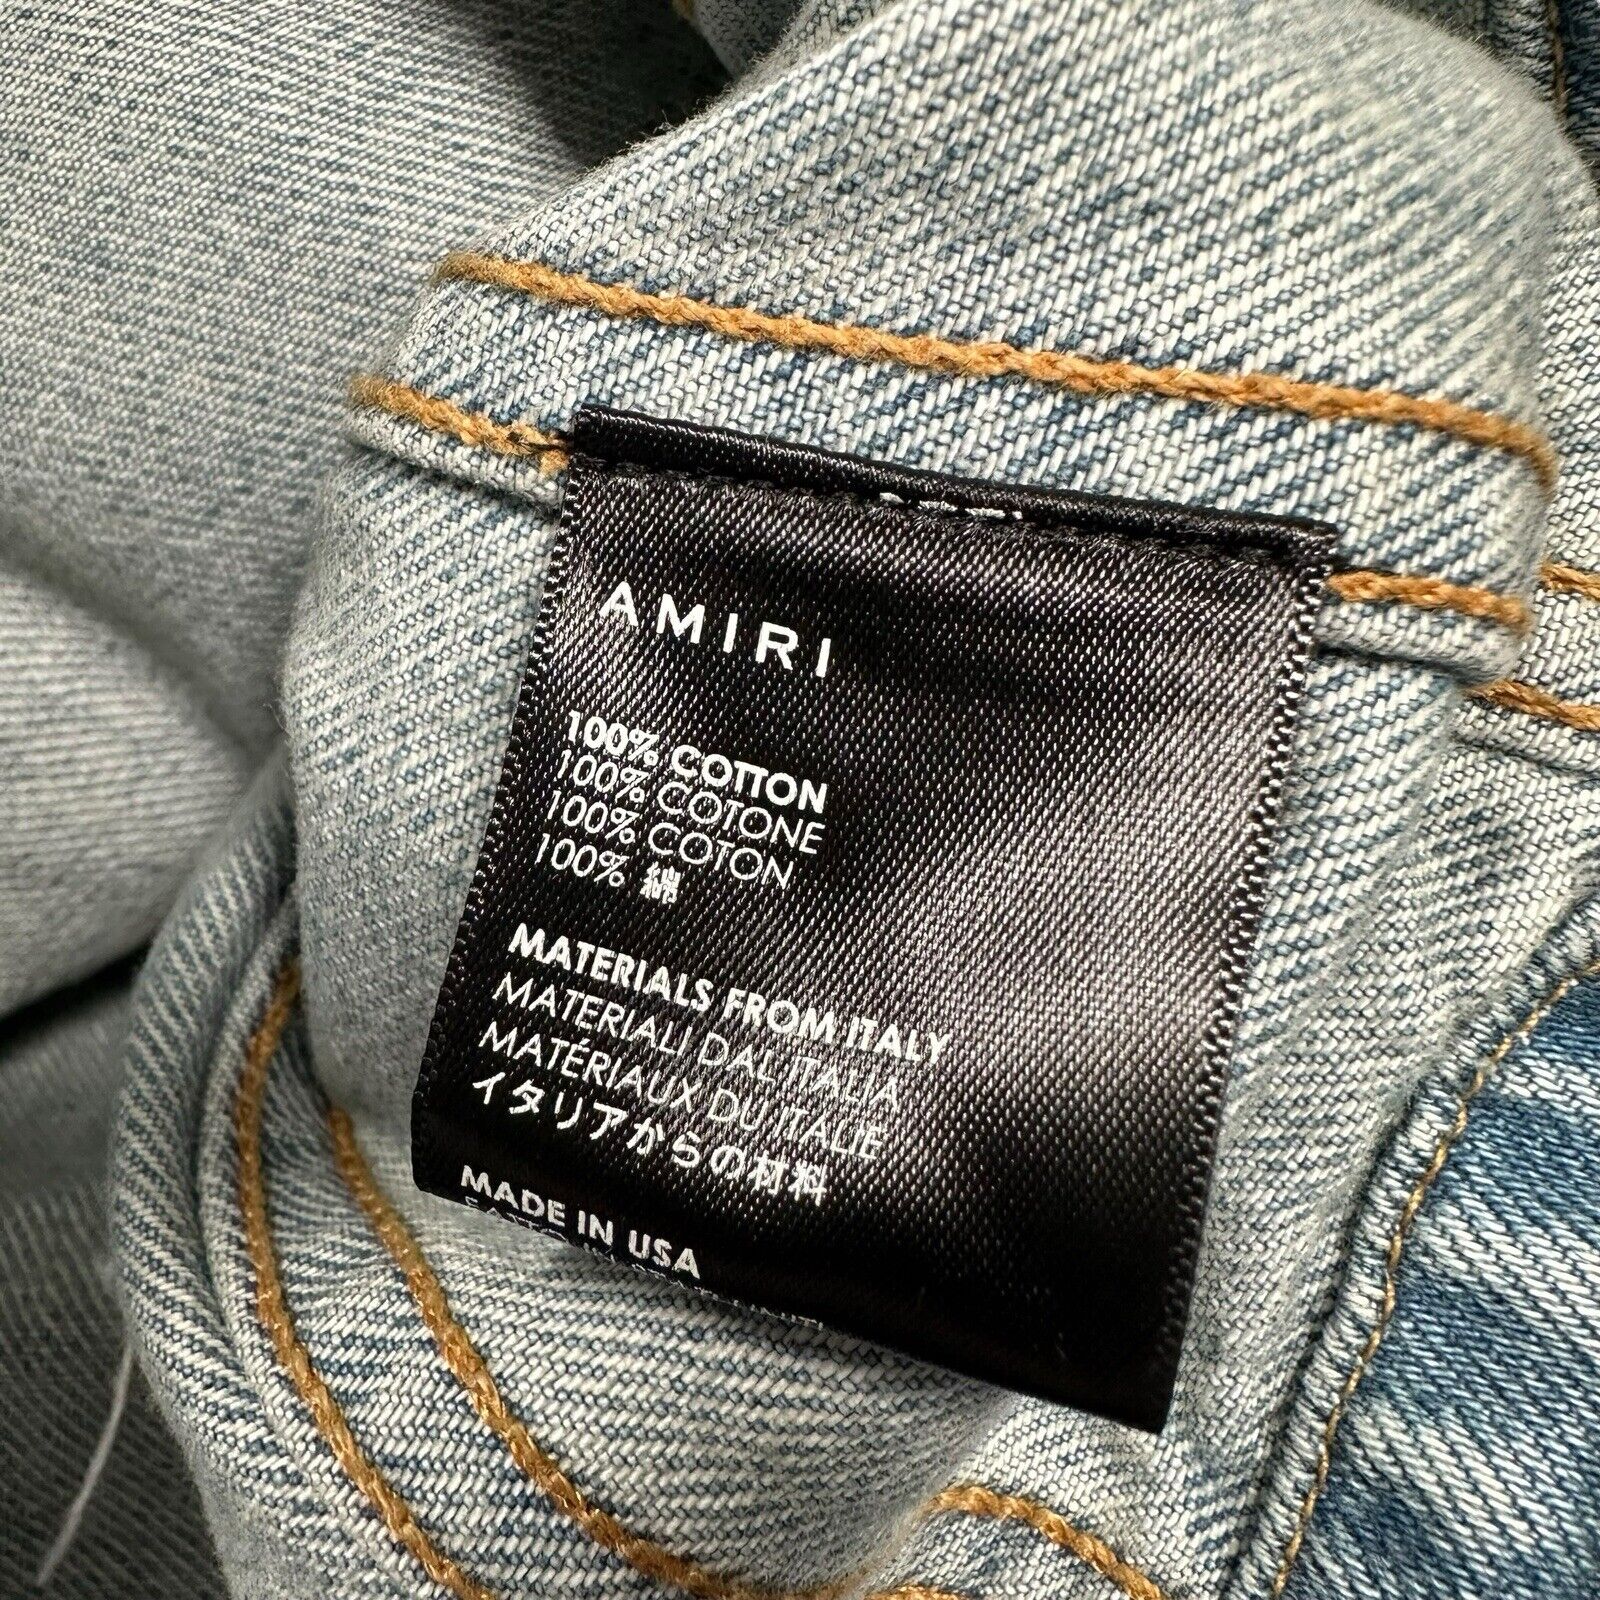 AMIRI
100% COTTON
100% COTONE
100% COTON
100% 綿
MATERIALS FROM ITALY
MATERIALI DAL ITALIA
MATÉRIAUX DU ITALIE
イタリアからの材料
MADE IN USA